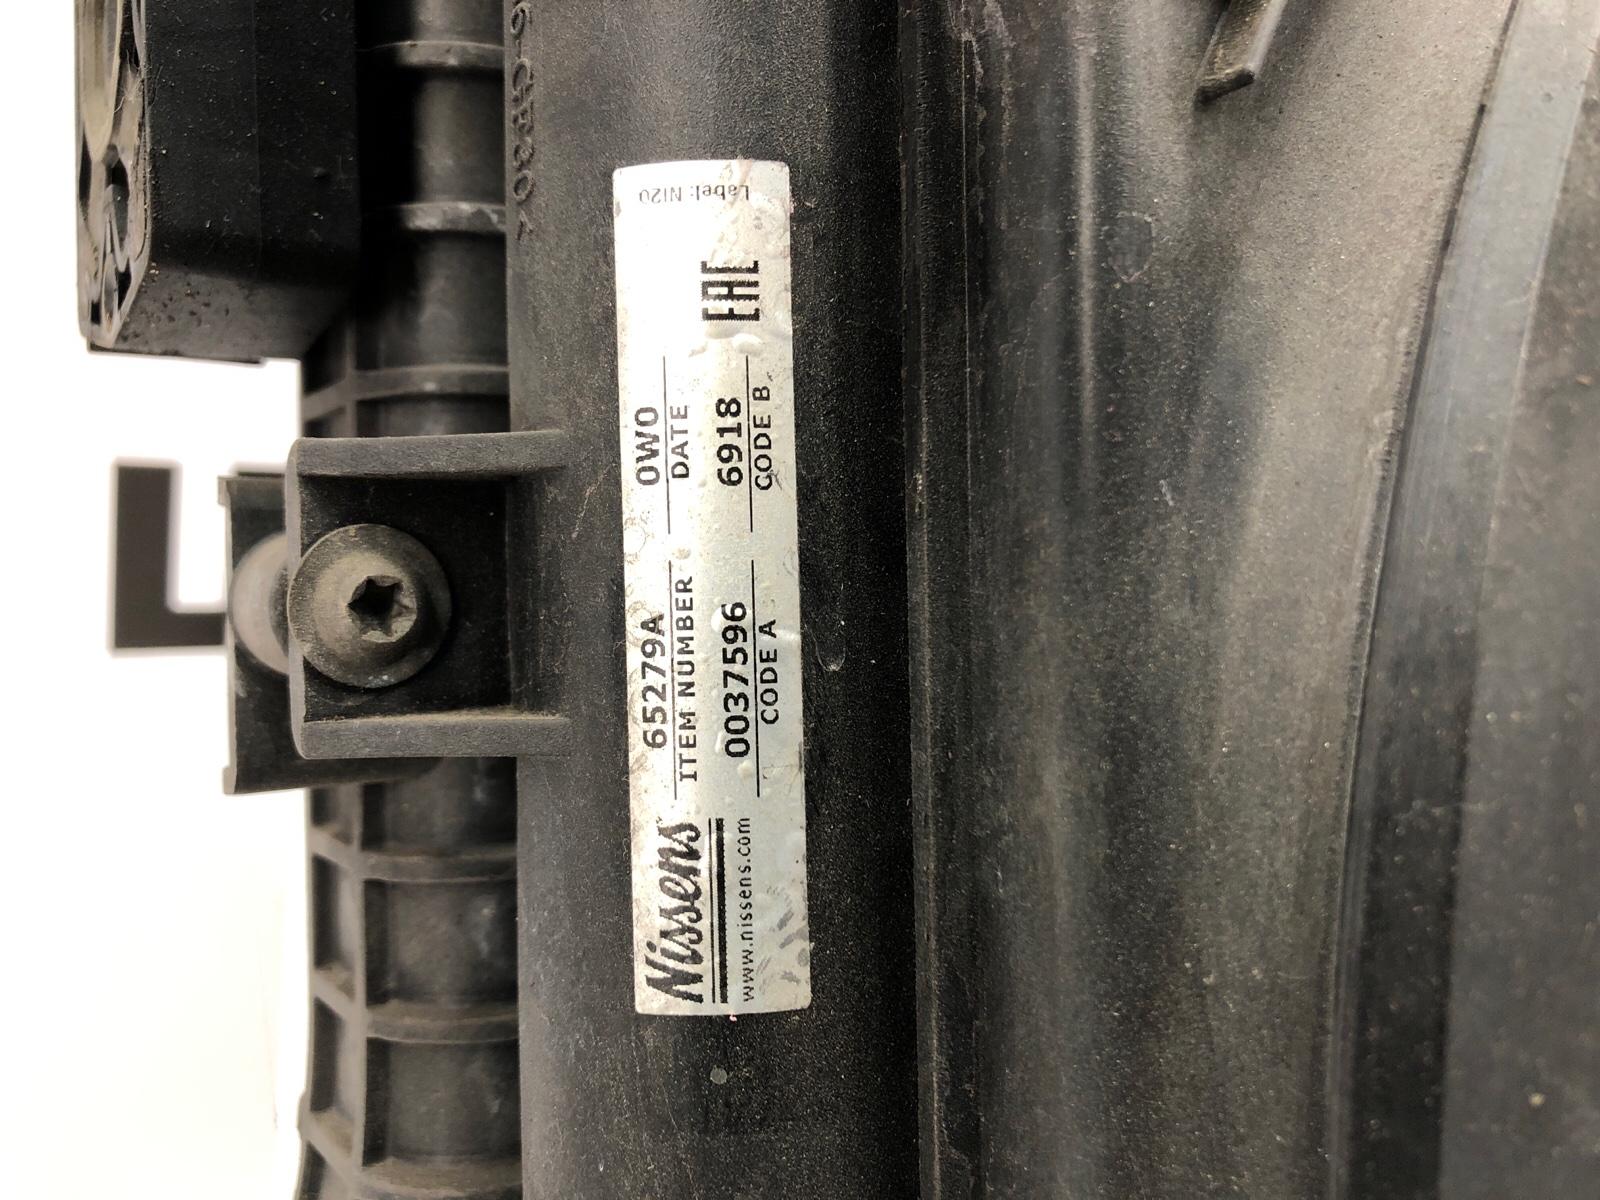 Nissens
www.nissens.com
65279A
ITEM NUMBER
0W0
DATE
0037596
CODE A
6918
CODE B
EAC
Label: NI20